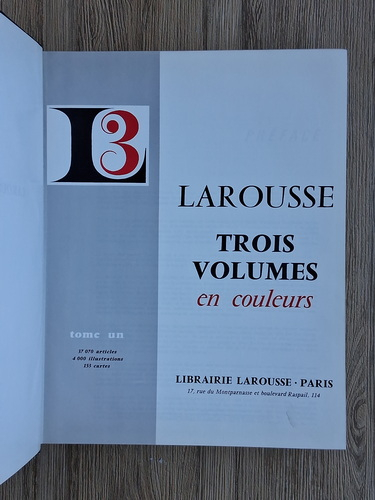 L3
LAROUSSE
TROIS
VOLUMES
en couleurs
tome un
37 070 articles
4 000 illustrations
155 cartes
LIBRAIRIE LAROUSSE · PARIS
17, rue du Montparnasse et boulevard Raspail, 114